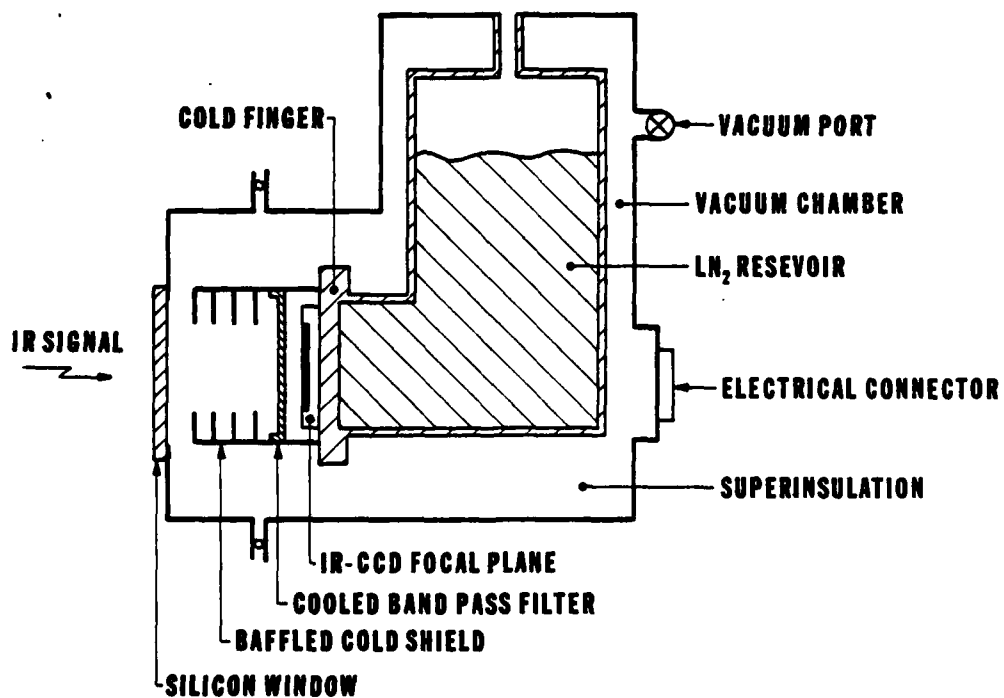 COLD FINGER
VACUUM PORT
VACUUM CHAMBER
LN₂ RESEVOIR
IR SIGNAL
ELECTRICAL CONNECTOR
SUPERINSULATION
IR-CCD FOCAL PLANE
COOLED BAND PASS FILTER
BAFFLED COLD SHIELD
SILICON WINDOW